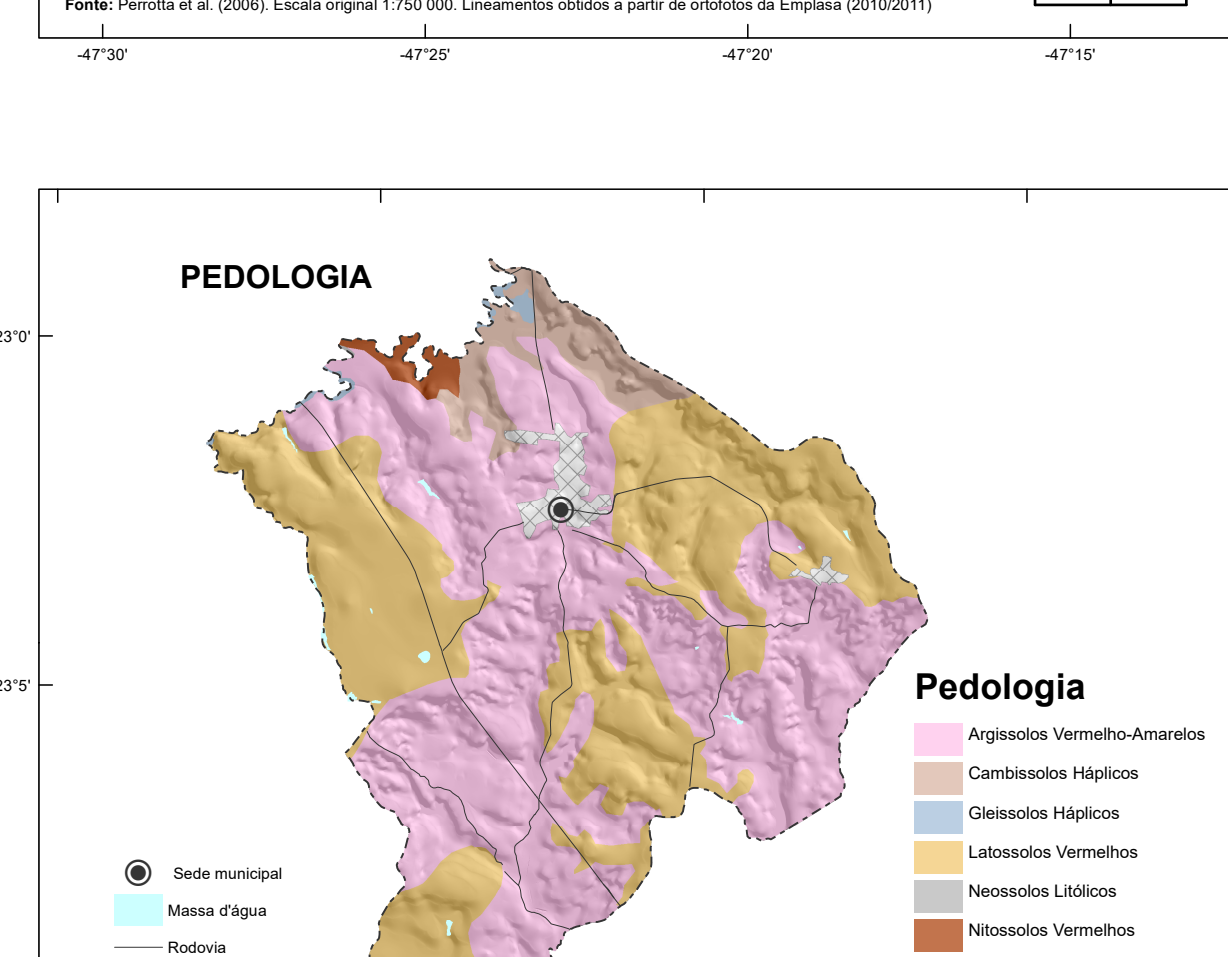 Fonte: Perrotta et al. (2006). Escala original 1:750 000. Lineamentos obtidos a partir de ortofotos da Emplasa (2010/2011)
-47°30' -47°25' -47°20' -47°15'
PEDOLOGIA
23°0'
23°5'
Pedologia
Argissolos Vermelho-Amarelos
Cambissolos Háplicos
Gleissolos Háplicos
Latossolos Vermelhos
Neossolos Litólicos
Nitossolos Vermelhos
Sede municipal
Massa d'água
Rodovia